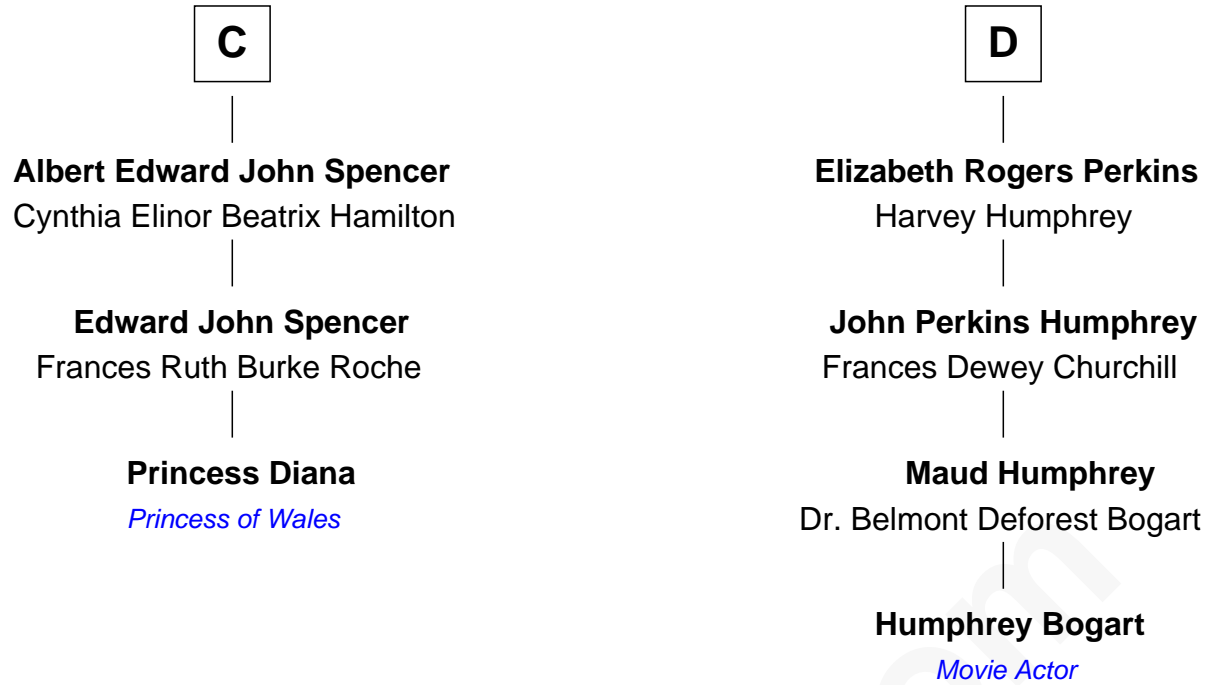 C
Albert Edward John Spencer
Cynthia Elinor Beatrix Hamilton
Edward John Spencer
Frances Ruth Burke Roche
Princess Diana
Princess of Wales
D
Elizabeth Rogers Perkins
Harvey Humphrey
John Perkins Humphrey
Frances Dewey Churchill
Maud Humphrey
Dr. Belmont Deforest Bogart
Humphrey Bogart
Movie Actor